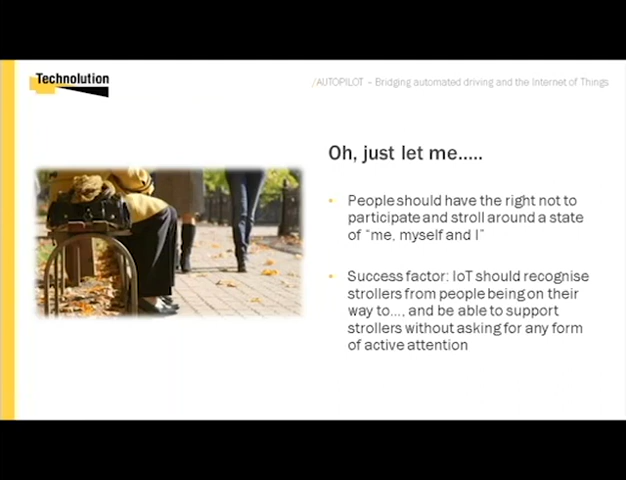 Technolution
/AUTOPILOT – Bridging automated driving and the Internet of Things
Oh, just let me.....
• People should have the right not to
participate and stroll around a state
of “me, myself and I”
• Success factor: IoT should recognise
strollers from people being on their
way to..., and be able to support
strollers without asking for any form
of active attention